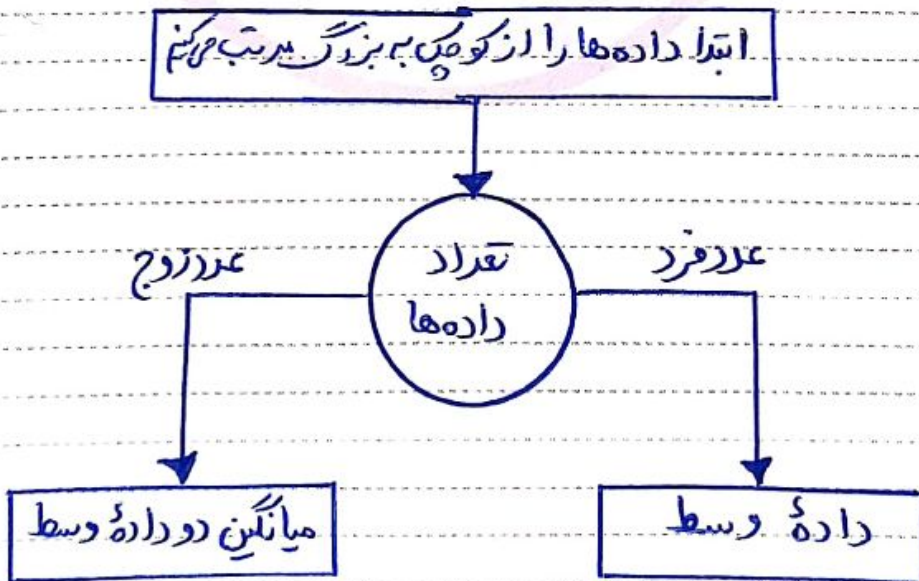 ابتدا داده‌ها را از کوچک به بزرگ مرتب می‌کنیم
تعداد
داده‌ها
عدد فرد
عدد زوج
دادهٔ وسط
میانگین دو دادهٔ وسط